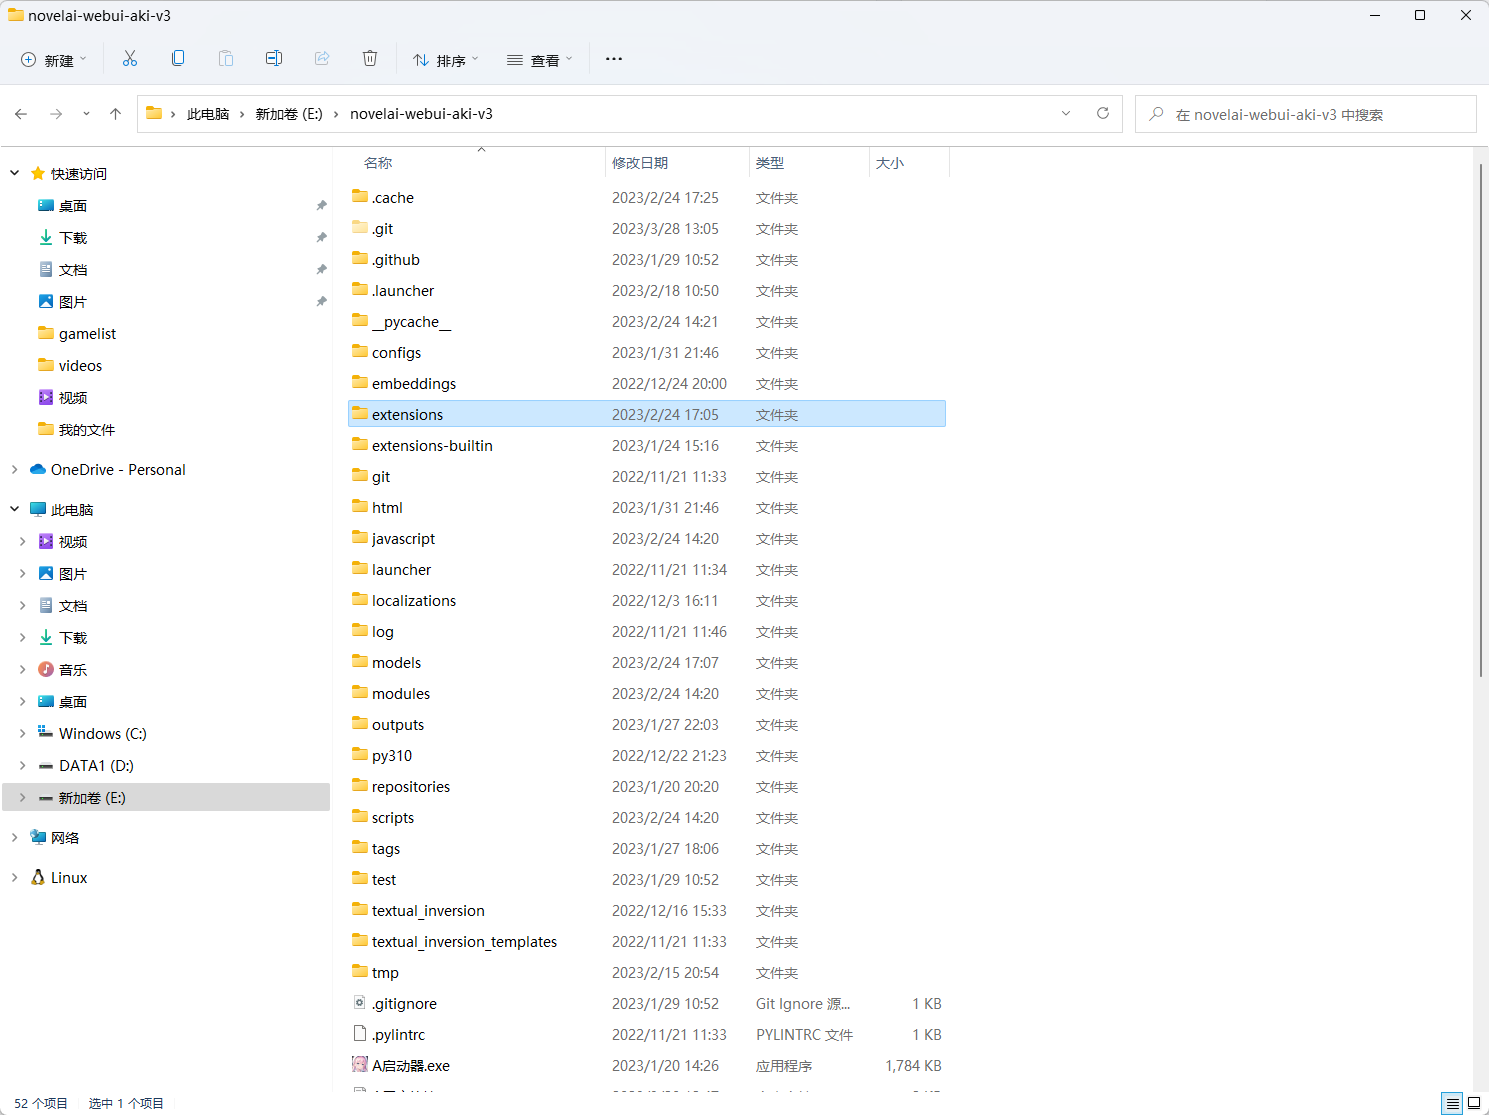 novelai-webui-aki-v3
新建
排序
查看
此电脑 新加卷 (E:) novelai-webui-aki-v3
在 novelai-webui-aki-v3 中搜索
快速访问
桌面
下载
文档
图片
gamelist
videos
视频
我的文件
OneDrive - Personal
此电脑
视频
图片
文档
下载
音乐
桌面
Windows (C:)
DATA1 (D:)
新加卷 (E:)
网络
Linux
名称 修改日期 类型 大小
.cache 2023/2/24 17:25 文件夹
.git 2023/3/28 13:05 文件夹
.github 2023/1/29 10:52 文件夹
.launcher 2023/2/18 10:50 文件夹
__pycache__ 2023/2/24 14:21 文件夹
configs 2023/1/31 21:46 文件夹
embeddings 2022/12/24 20:00 文件夹
extensions 2023/2/24 17:05 文件夹
extensions-builtin 2023/1/24 15:16 文件夹
git 2022/11/21 11:33 文件夹
html 2023/1/31 21:46 文件夹
javascript 2023/2/24 14:20 文件夹
launcher 2022/11/21 11:34 文件夹
localizations 2022/12/3 16:11 文件夹
log 2022/11/21 11:46 文件夹
models 2023/2/24 17:07 文件夹
modules 2023/2/24 14:20 文件夹
outputs 2023/1/27 22:03 文件夹
py310 2022/12/22 21:23 文件夹
repositories 2023/1/20 20:20 文件夹
scripts 2023/2/24 14:20 文件夹
tags 2023/1/27 18:06 文件夹
test 2023/1/29 10:52 文件夹
textual_inversion 2022/12/16 15:33 文件夹
textual_inversion_templates 2022/11/21 11:33 文件夹
tmp 2023/2/15 20:54 文件夹
.gitignore 2023/1/29 10:52 Git Ignore 源... 1 KB
.pylintrc 2022/11/21 11:33 PYLINTRC 文件 1 KB
A启动器.exe 2023/1/20 14:26 应用程序 1,784 KB
52 个项目 选中 1 个项目